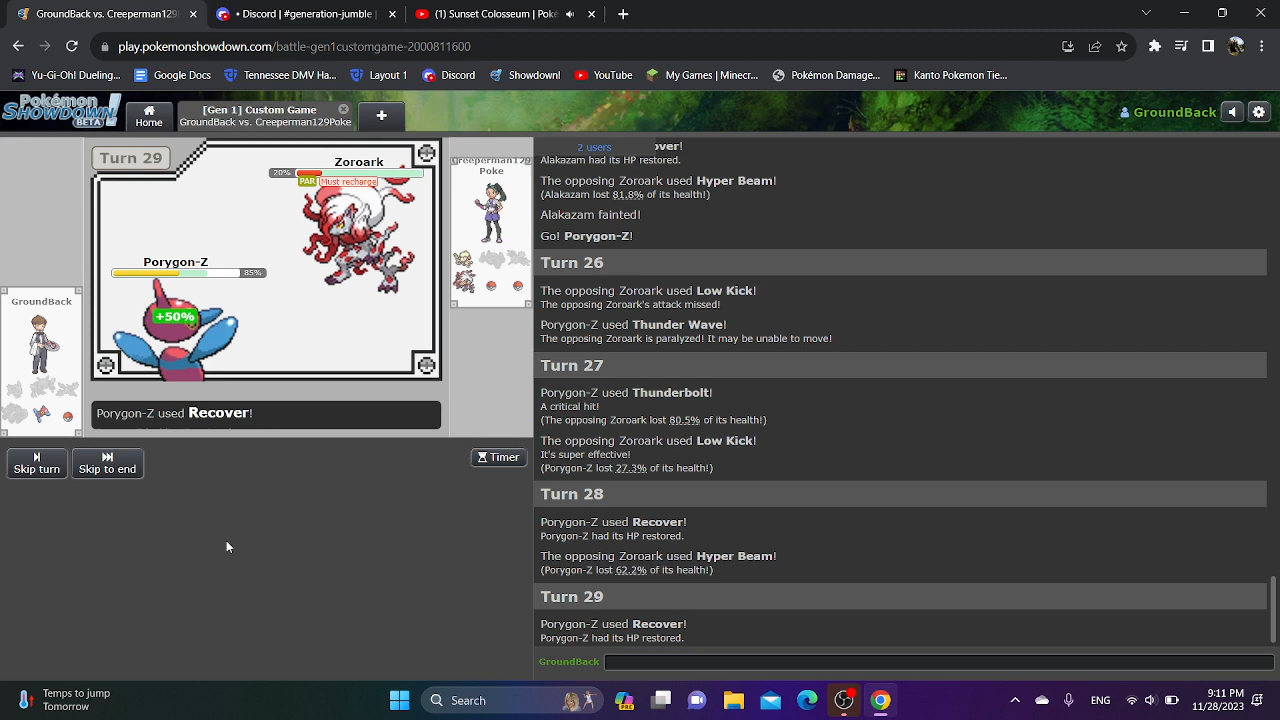 GroundBack vs. Creeperman129
• Discord | #generation-jumble |
(1) Sunset Colosseum | Poké
play.pokemonshowdown.com/battle-gen1customgame-2000811600
Yu-Gi-Oh! Dueling...
Google Docs
Tennessee DMV Ha...
Layout 1
Discord
Showdown!
YouTube
My Games | Minecr...
Pokémon Damage...
Kanto Pokemon Tie...
Pokémon
SHOWDOWN!
BETA
Home
[Gen 1] Custom Game
GroundBack vs. Creeperman129Poke
GroundBack
Turn 29
Zoroark
20%
PAR Must recharge
Porygon-Z
85%
+50%
GroundBack
Creeperman129
Poke
Porygon-Z used Recover!
Skip turn
Skip to end
Timer
2 users
over!
Alakazam had its HP restored.
The opposing Zoroark used Hyper Beam!
(Alakazam lost 81.8% of its health!)
Alakazam fainted!
Go! Porygon-Z!
Turn 26
The opposing Zoroark used Low Kick!
The opposing Zoroark's attack missed!
Porygon-Z used Thunder Wave!
The opposing Zoroark is paralyzed! It may be unable to move!
Turn 27
Porygon-Z used Thunderbolt!
A critical hit!
(The opposing Zoroark lost 80.5% of its health!)
The opposing Zoroark used Low Kick!
It's super effective!
(Porygon-Z lost 27.3% of its health!)
Turn 28
Porygon-Z used Recover!
Porygon-Z had its HP restored.
The opposing Zoroark used Hyper Beam!
(Porygon-Z lost 62.2% of its health!)
Turn 29
Porygon-Z used Recover!
Porygon-Z had its HP restored.
GroundBack
Temps to jump
Tomorrow
Search
PRE
ENG
9:11 PM
11/28/2023